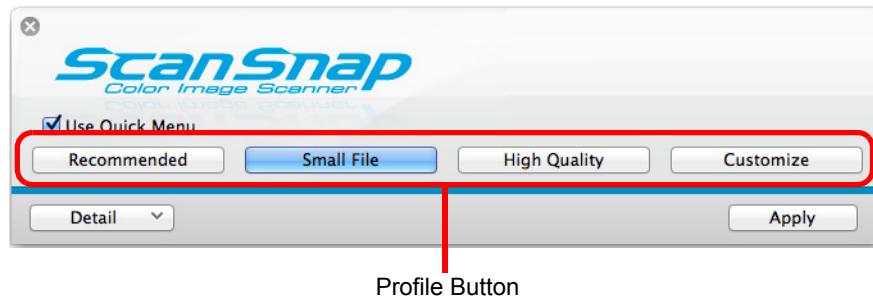 ScanSnap
Color Image Scanner
Use Quick Menu
Recommended Small File High Quality Customize
Detail Apply
Profile Button